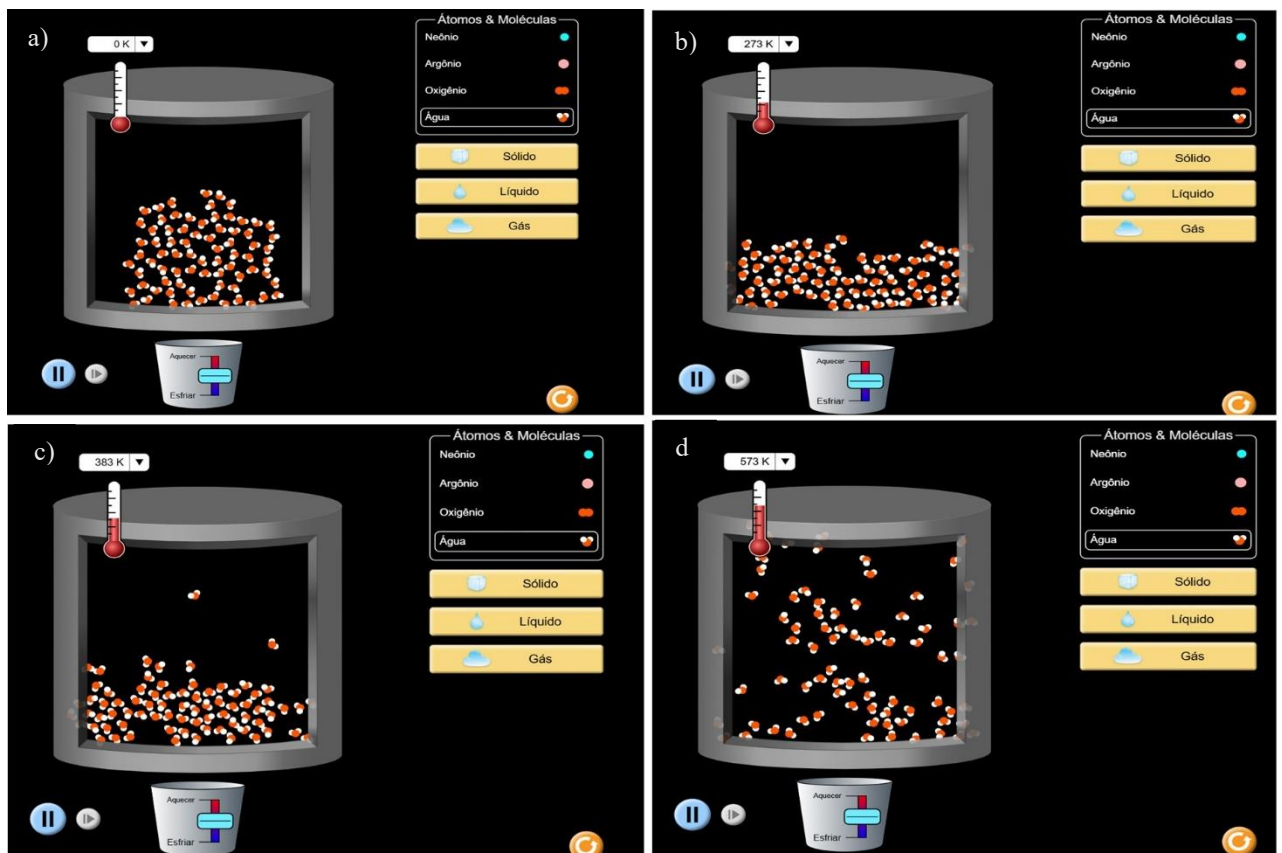 a)
0 K
Átomos & Moléculas
Neônio
Argônio
Oxigênio
Água
Sólido
Líquido
Gás
Aquecer
Esfriar
b)
273 K
Átomos & Moléculas
Neônio
Argônio
Oxigênio
Água
Sólido
Líquido
Gás
Aquecer
Esfriar
c)
383 K
Átomos & Moléculas
Neônio
Argônio
Oxigênio
Água
Sólido
Líquido
Gás
Aquecer
Esfriar
d
573 K
Átomos & Moléculas
Neônio
Argônio
Oxigênio
Água
Sólido
Líquido
Gás
Aquecer
Esfriar